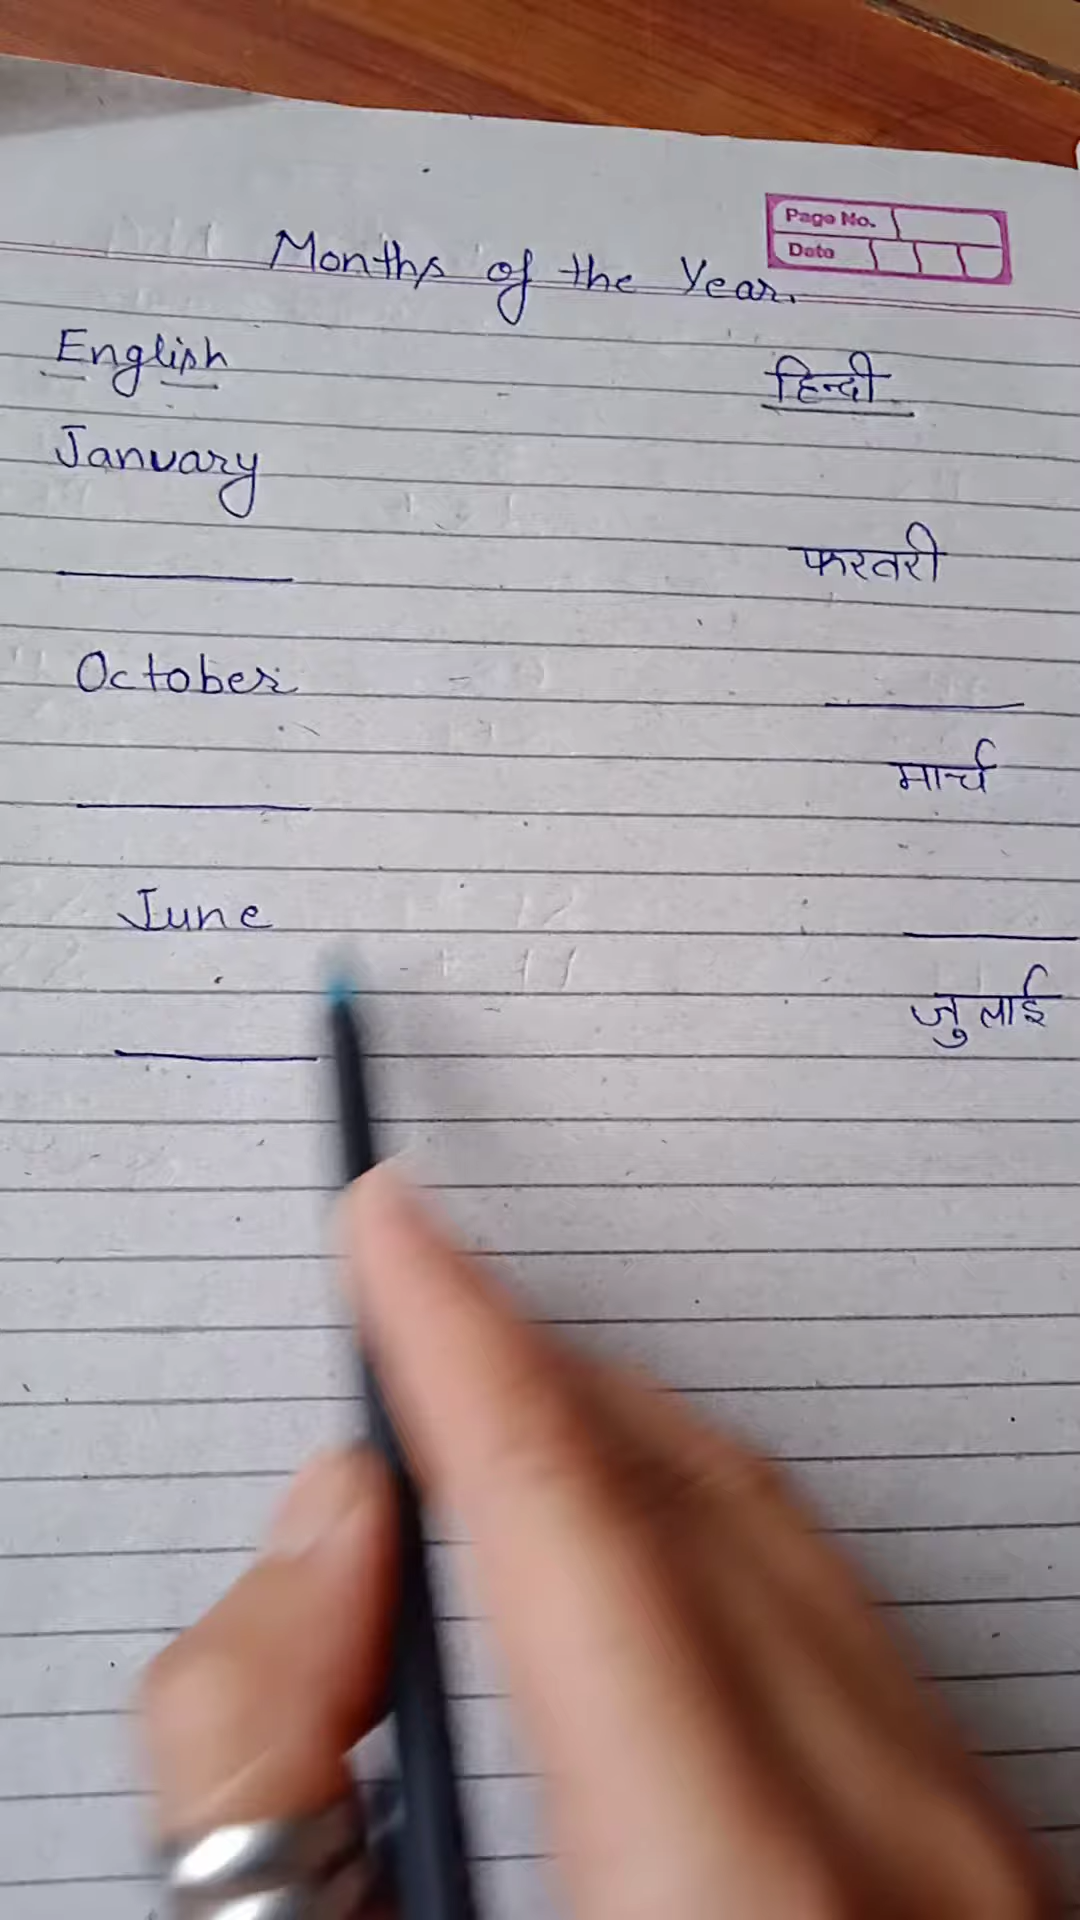 Page No.
Date
Months of the Year.
English हिन्दी
January
फरवरी
October
मार्च
June
जुलाई